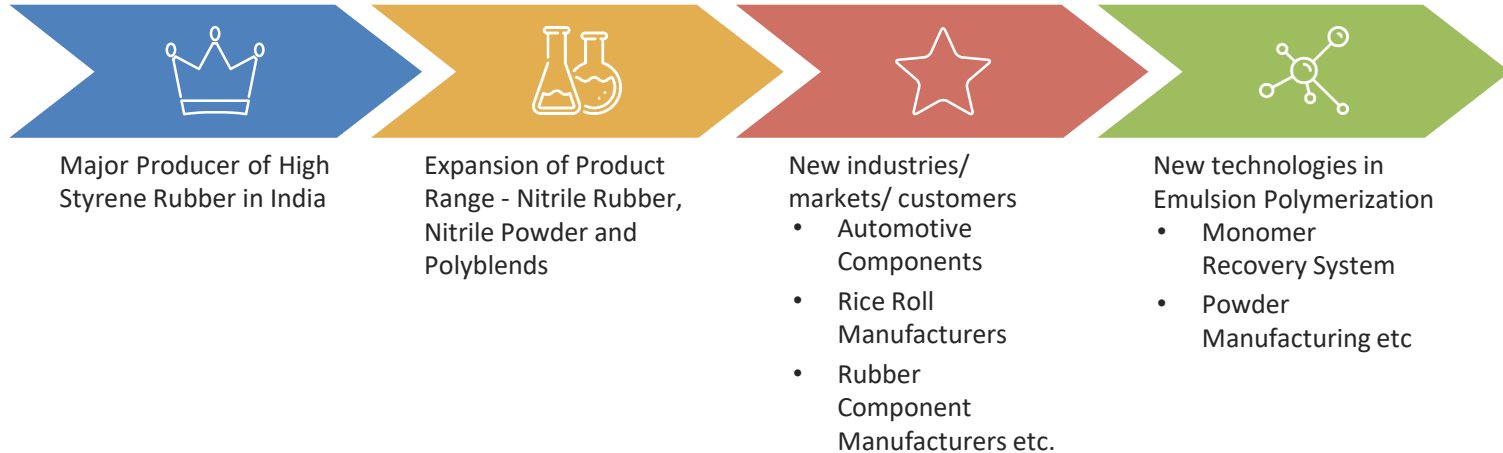 Major Producer of High
Styrene Rubber in India
Expansion of Product
Range - Nitrile Rubber,
Nitrile Powder and
Polyblends
New industries/
markets/ customers
• Automotive
Components
• Rice Roll
Manufacturers
• Rubber
Component
Manufacturers etc.
New technologies in
Emulsion Polymerization
• Monomer
Recovery System
• Powder
Manufacturing etc